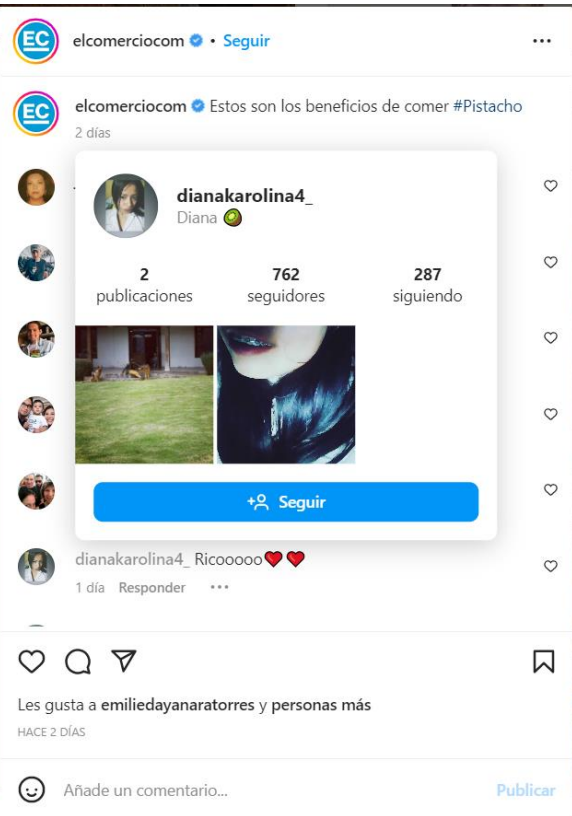 EC
elcomerciocom • Seguir
EC
elcomerciocom Estos son los beneficios de comer #Pistacho
2 días
dianakarolina4_
Diana 🥝
2 762 287
publicaciones seguidores siguiendo
Seguir
dianakarolina4_ Ricooooo❤️❤️
1 día Responder ...
Les gusta a emiliedayanaratorres y personas más
HACE 2 DÍAS
Añade un comentario...
Publicar